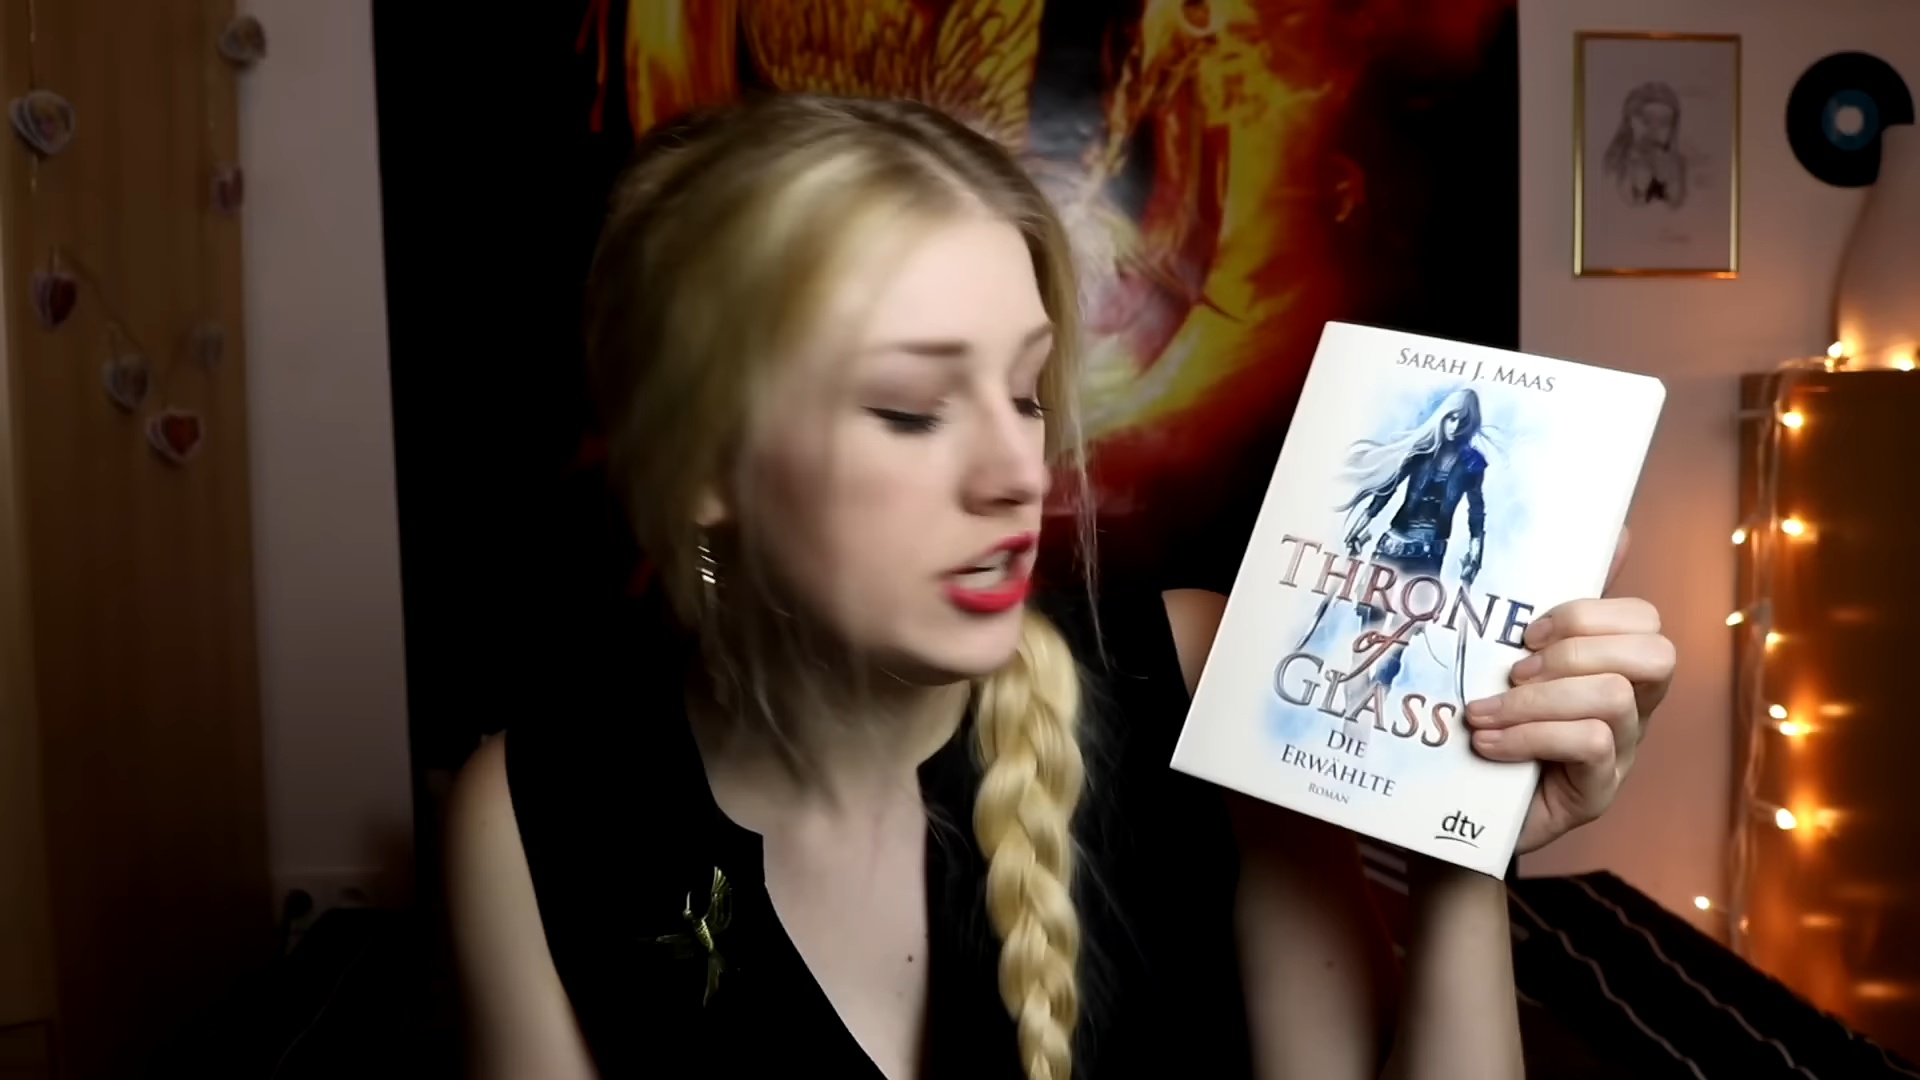 SARAH J. MAAS
THRONE
of
GLASS
DIE
ERWÄHLTE
ROMAN
dtv